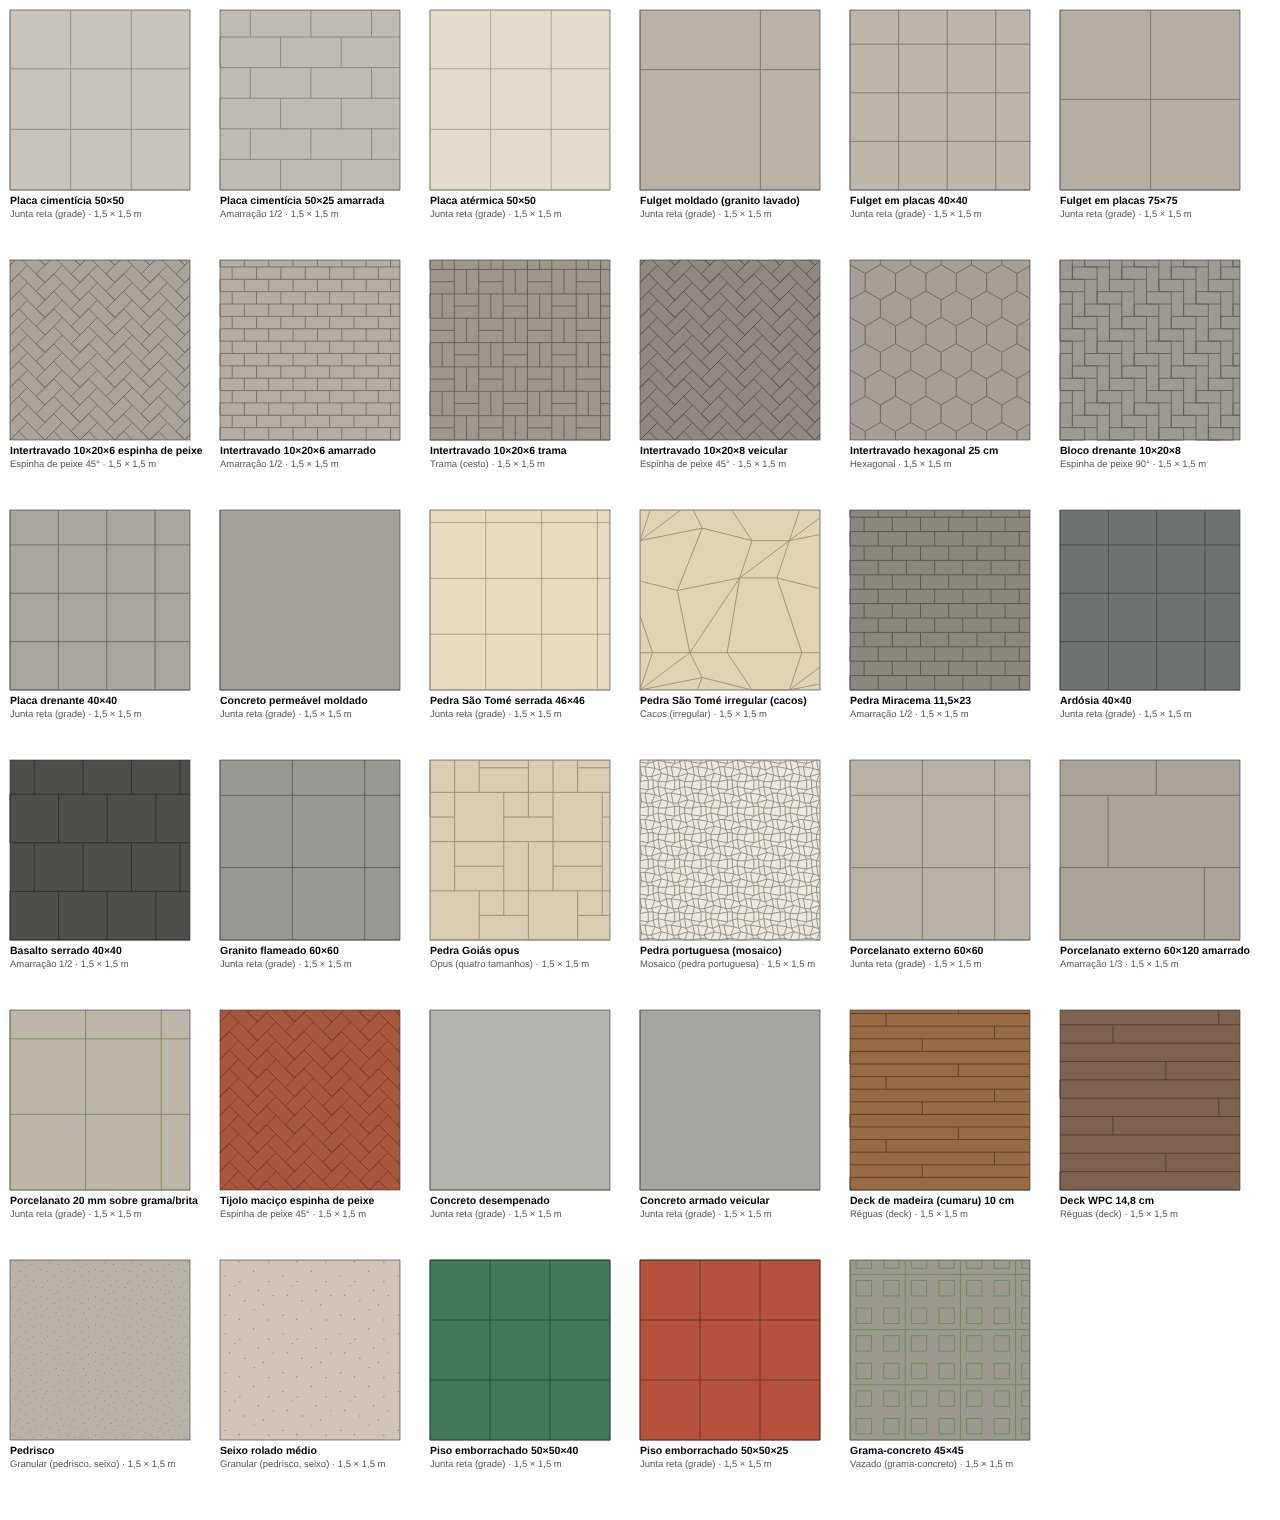 Placa cimentícia 50×50
Junta reta (grade) · 1,5 × 1,5 m
Placa cimentícia 50×25 amarrada
Amarração 1/2 · 1,5 × 1,5 m
Placa atérmica 50×50
Junta reta (grade) · 1,5 × 1,5 m
Fulget moldado (granito lavado)
Junta reta (grade) · 1,5 × 1,5 m
Fulget em placas 40×40
Junta reta (grade) · 1,5 × 1,5 m
Fulget em placas 75×75
Junta reta (grade) · 1,5 × 1,5 m
Intertravado 10×20×6 espinha de peixe
Espinha de peixe 45° · 1,5 × 1,5 m
Intertravado 10×20×6 amarrado
Amarração 1/2 · 1,5 × 1,5 m
Intertravado 10×20×6 trama
Trama (cesto) · 1,5 × 1,5 m
Intertravado 10×20×8 veicular
Espinha de peixe 45° · 1,5 × 1,5 m
Intertravado hexagonal 25 cm
Hexagonal · 1,5 × 1,5 m
Bloco drenante 10×20×8
Espinha de peixe 90° · 1,5 × 1,5 m
Placa drenante 40×40
Junta reta (grade) · 1,5 × 1,5 m
Concreto permeável moldado
Junta reta (grade) · 1,5 × 1,5 m
Pedra São Tomé serrada 46×46
Junta reta (grade) · 1,5 × 1,5 m
Pedra São Tomé irregular (cacos)
Cacos (irregular) · 1,5 × 1,5 m
Pedra Miracema 11,5×23
Amarração 1/2 · 1,5 × 1,5 m
Ardósia 40×40
Junta reta (grade) · 1,5 × 1,5 m
Basalto serrado 40×40
Amarração 1/2 · 1,5 × 1,5 m
Granito flameado 60×60
Junta reta (grade) · 1,5 × 1,5 m
Pedra Goiás opus
Opus (quatro tamanhos) · 1,5 × 1,5 m
Pedra portuguesa (mosaico)
Mosaico (pedra portuguesa) · 1,5 × 1,5 m
Porcelanato externo 60×60
Junta reta (grade) · 1,5 × 1,5 m
Porcelanato externo 60×120 amarrado
Amarração 1/3 · 1,5 × 1,5 m
Porcelanato 20 mm sobre grama/brita
Junta reta (grade) · 1,5 × 1,5 m
Tijolo maciço espinha de peixe
Espinha de peixe 45° · 1,5 × 1,5 m
Concreto desempenado
Junta reta (grade) · 1,5 × 1,5 m
Concreto armado veicular
Junta reta (grade) · 1,5 × 1,5 m
Deck de madeira (cumaru) 10 cm
Réguas (deck) · 1,5 × 1,5 m
Deck WPC 14,8 cm
Réguas (deck) · 1,5 × 1,5 m
Pedrisco
Granular (pedrisco, seixo) · 1,5 × 1,5 m
Seixo rolado médio
Granular (pedrisco, seixo) · 1,5 × 1,5 m
Piso emborrachado 50×50×40
Junta reta (grade) · 1,5 × 1,5 m
Piso emborrachado 50×50×25
Junta reta (grade) · 1,5 × 1,5 m
Grama-concreto 45×45
Vazado (grama-concreto) · 1,5 × 1,5 m